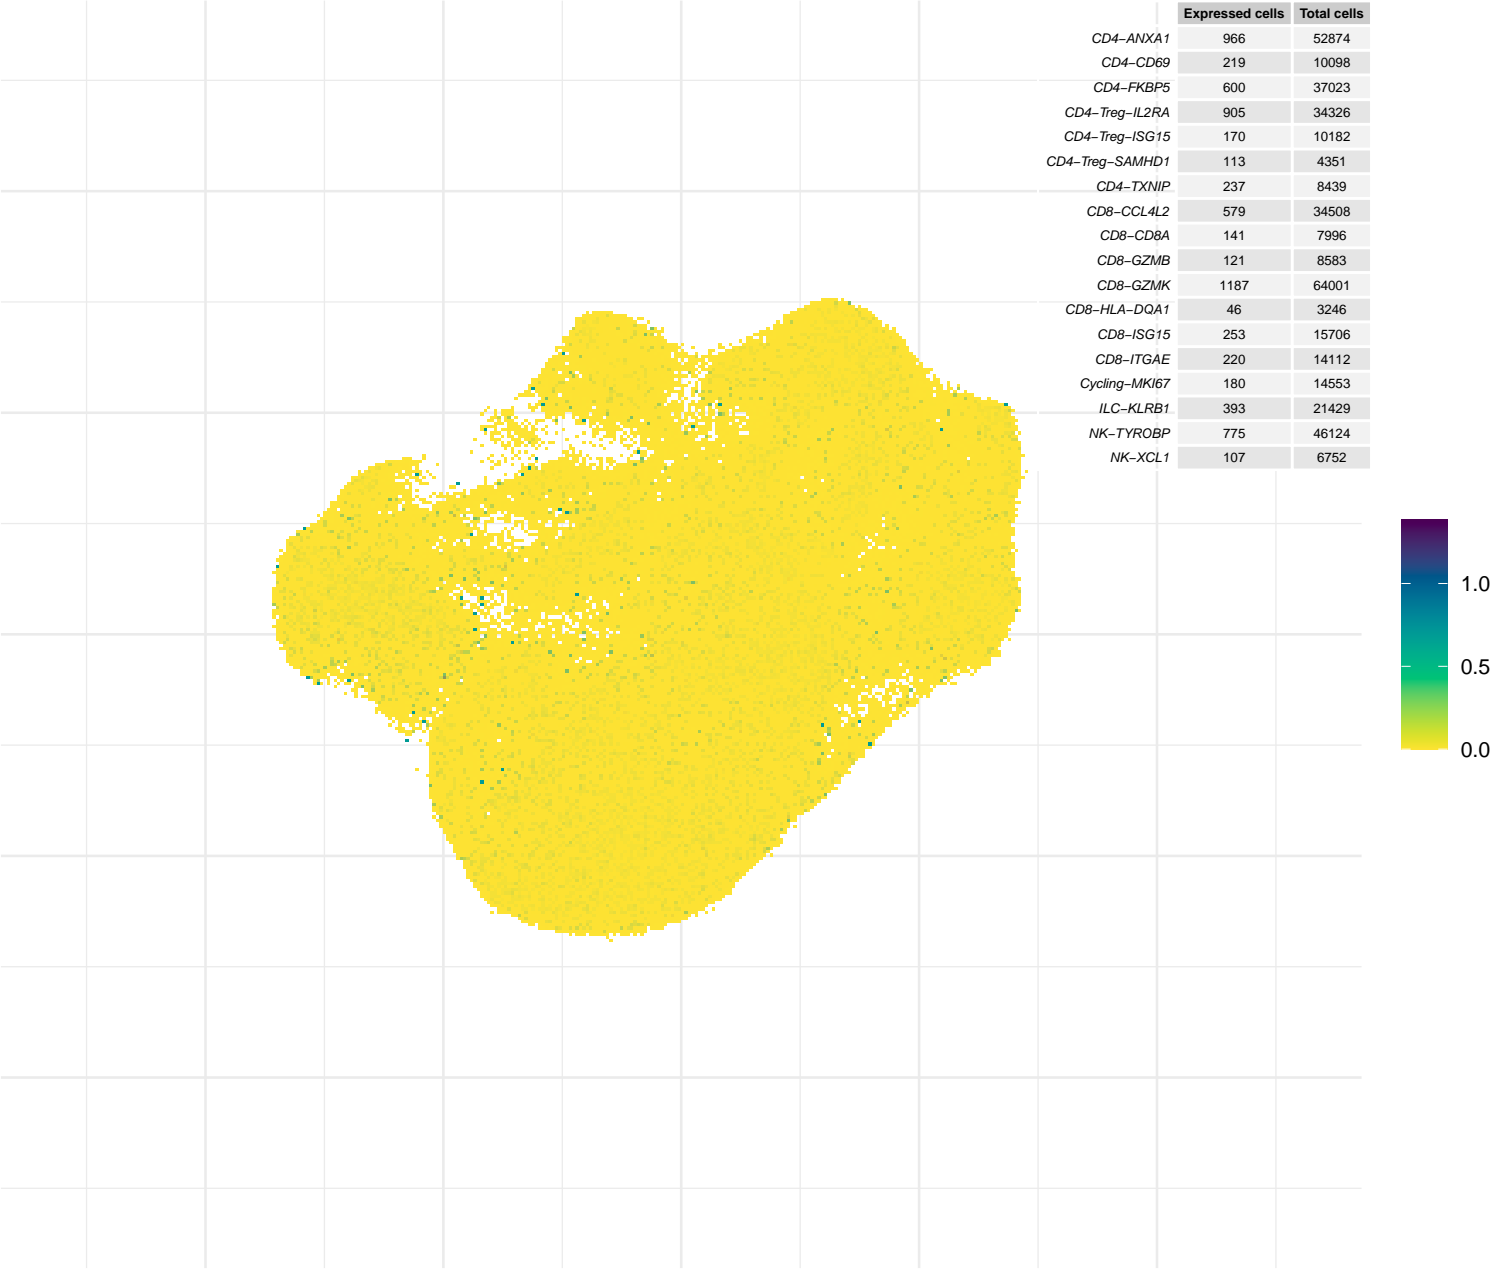 Expressed cells Total cells
CD4−ANXA1 966 52874
CD4−CD69 219 10098
CD4−FKBP5 600 37023
CD4−Treg−IL2RA 905 34326
CD4−Treg−ISG15 170 10182
CD4−Treg−SAMHD1 113 4351
CD4−TXNIP 237 8439
CD8−CCL4L2 579 34508
CD8−CD8A 141 7996
CD8−GZMB 121 8583
CD8−GZMK 1187 64001
CD8−HLA−DQA1 46 3246
CD8−ISG15 253 15706
CD8−ITGAE 220 14112
Cycling−MKI67 180 14553
ILC−KLRB1 393 21429
NK−TYROBP 775 46124
NK−XCL1 107 6752
1.0
0.5
0.0